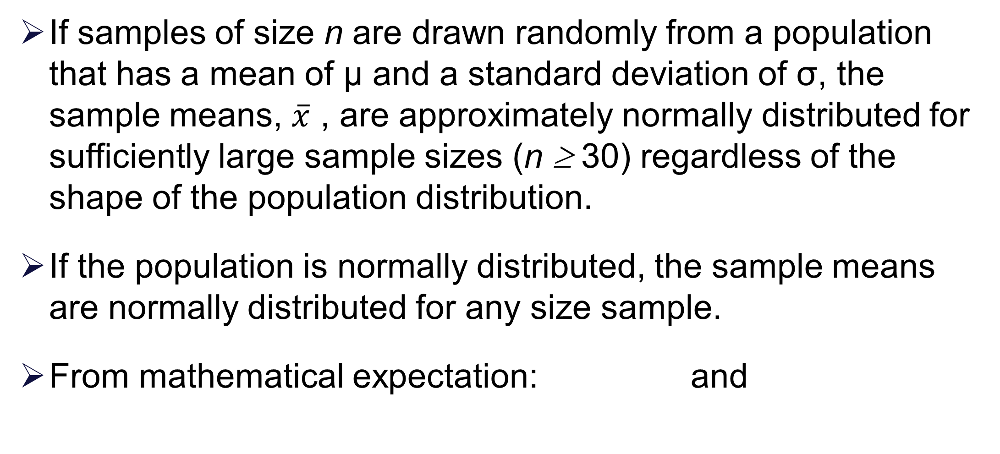 ➢If samples of size n are drawn randomly from a population
that has a mean of µ and a standard deviation of σ, the
sample means, x̄ , are approximately normally distributed for
sufficiently large sample sizes (n ≥ 30) regardless of the
shape of the population distribution.
➢If the population is normally distributed, the sample means
are normally distributed for any size sample.
➢From mathematical expectation: and